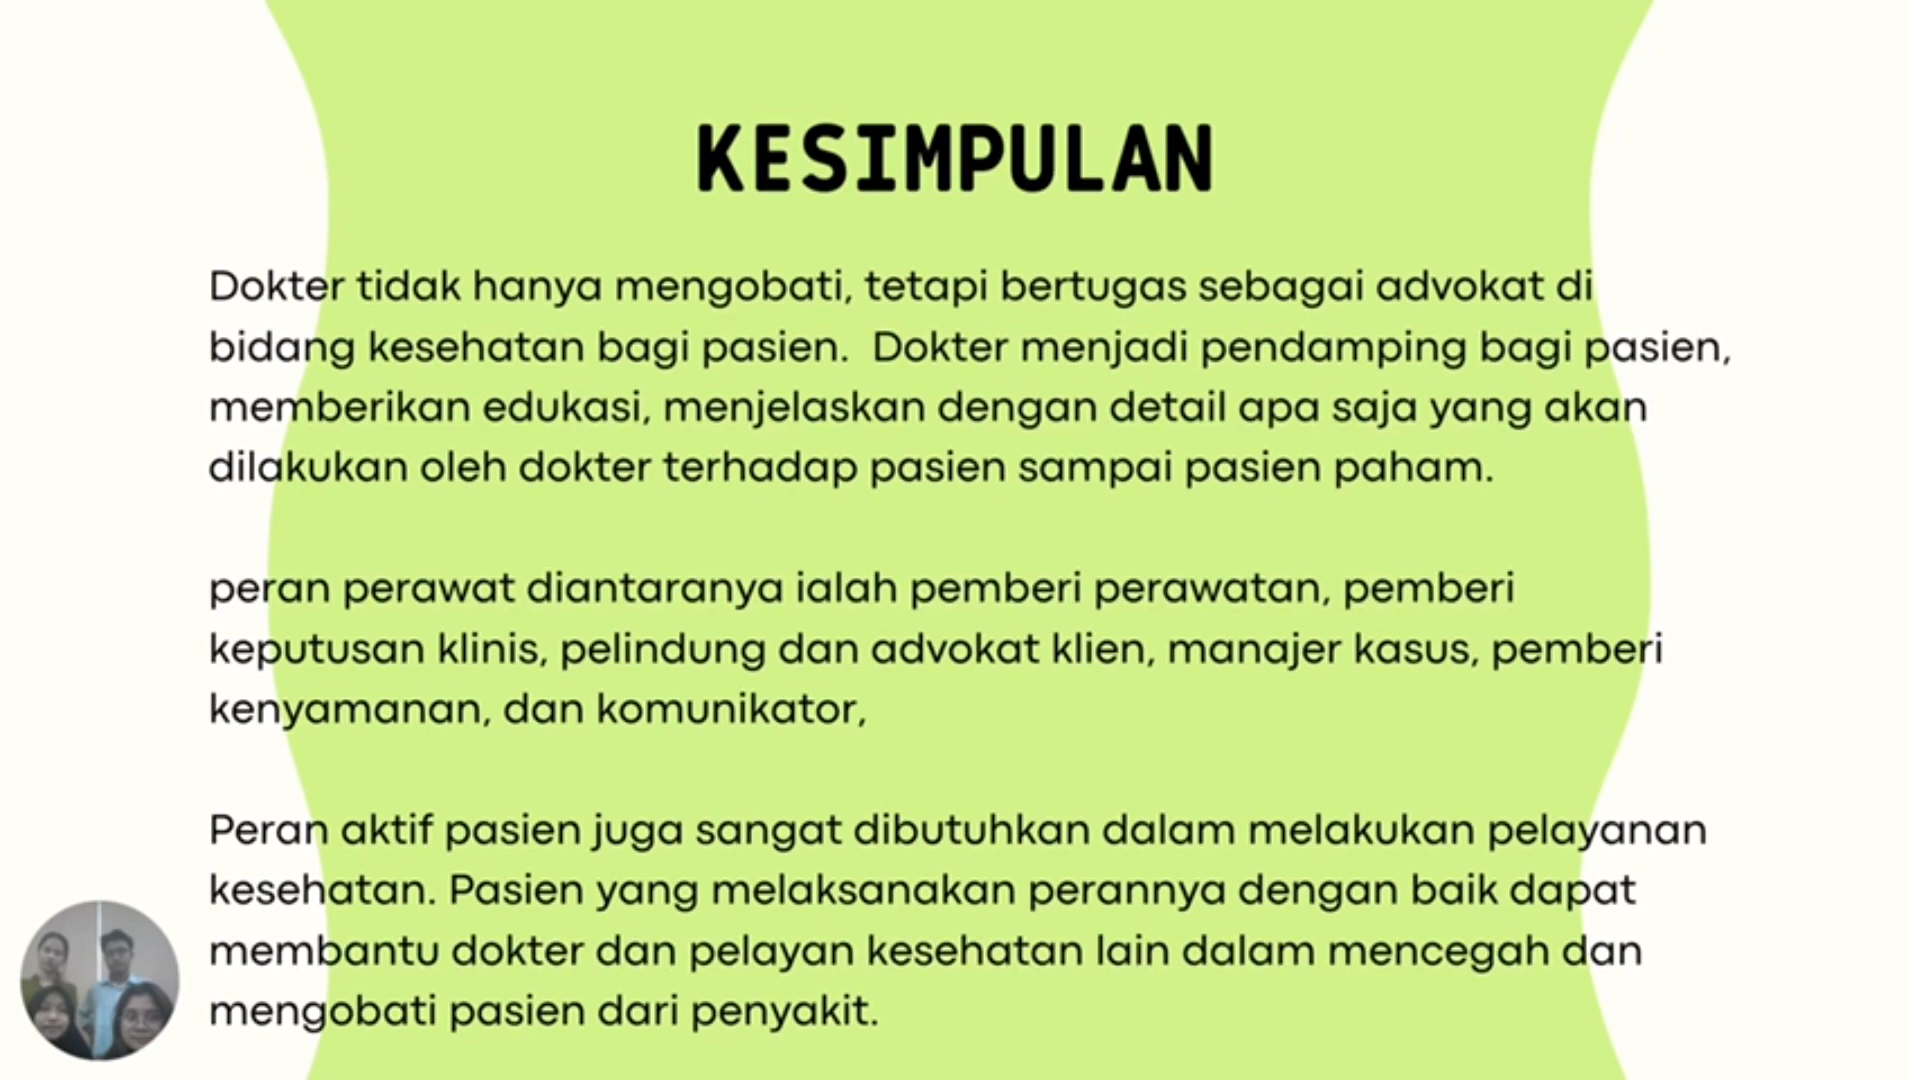 KESIMPULAN
Dokter tidak hanya mengobati, tetapi bertugas sebagai advokat di
bidang kesehatan bagi pasien.  Dokter menjadi pendamping bagi pasien,
memberikan edukasi, menjelaskan dengan detail apa saja yang akan
dilakukan oleh dokter terhadap pasien sampai pasien paham.
peran perawat diantaranya ialah pemberi perawatan, pemberi
keputusan klinis, pelindung dan advokat klien, manajer kasus, pemberi
kenyamanan, dan komunikator,
Peran aktif pasien juga sangat dibutuhkan dalam melakukan pelayanan
kesehatan. Pasien yang melaksanakan perannya dengan baik dapat
membantu dokter dan pelayan kesehatan lain dalam mencegah dan
mengobati pasien dari penyakit.